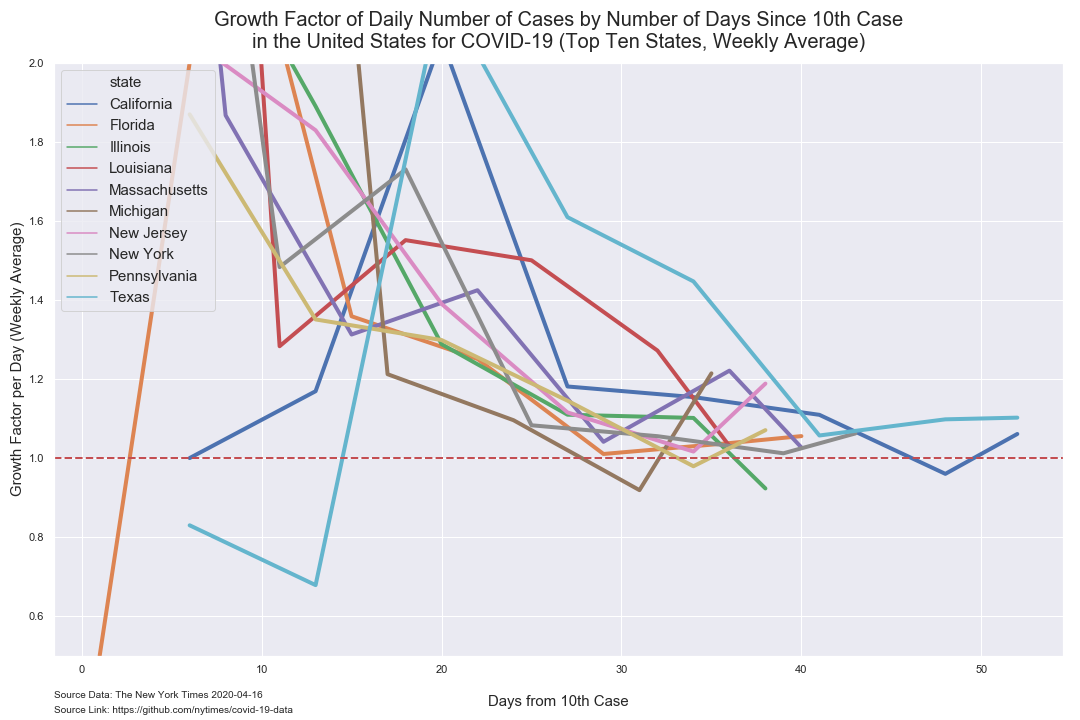 Growth Factor of Daily Number of Cases by Number of Days Since 10th Case
in the United States for COVID-19 (Top Ten States, Weekly Average)
Growth Factor per Day (Weekly Average)
2.0
1.8
1.6
1.4
1.2
1.0
0.8
0.6
state
California
Florida
Illinois
Louisiana
Massachusetts
Michigan
New Jersey
New York
Pennsylvania
Texas
0
10
20
30
40
50
Days from 10th Case
Source Data: The New York Times 2020-04-16
Source Link: https://github.com/nytimes/covid-19-data